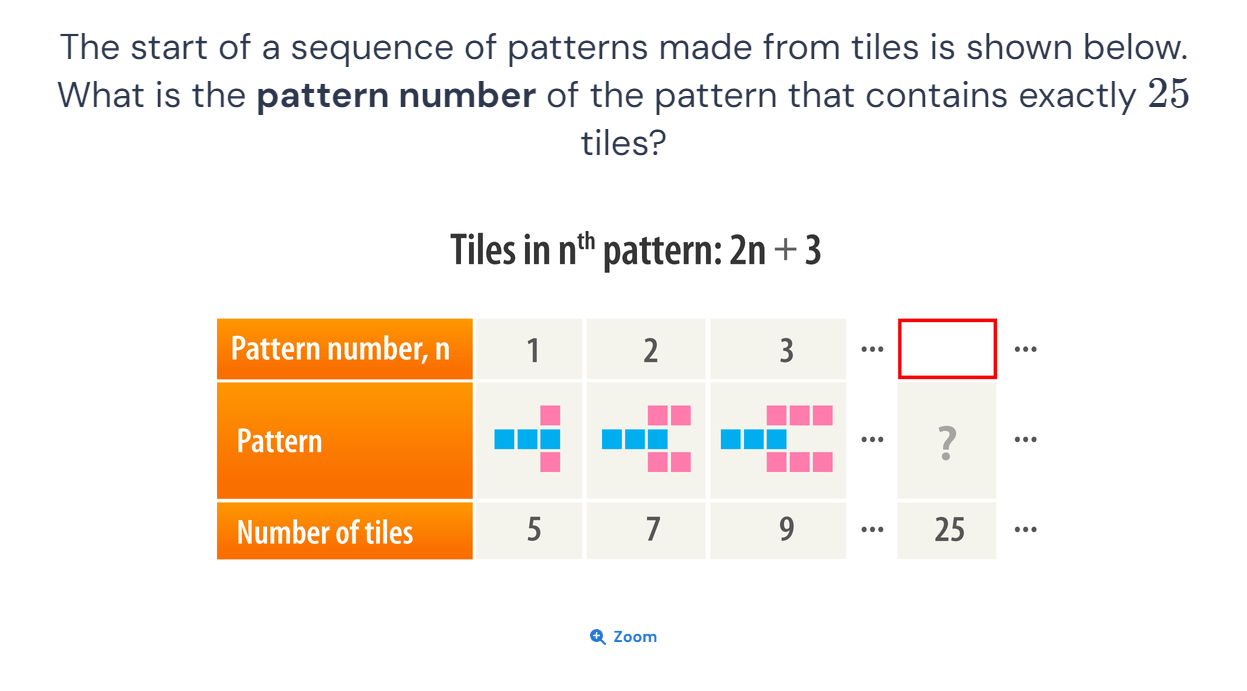 The start of a sequence of patterns made from tiles is shown below.
What is the pattern number of the pattern that contains exactly 25
tiles?
Tiles in nth pattern: 2n + 3
Pattern number, n 1 2 3 ... ...
Pattern ... ? ...
Number of tiles 5 7 9 ... 25 ...
Zoom